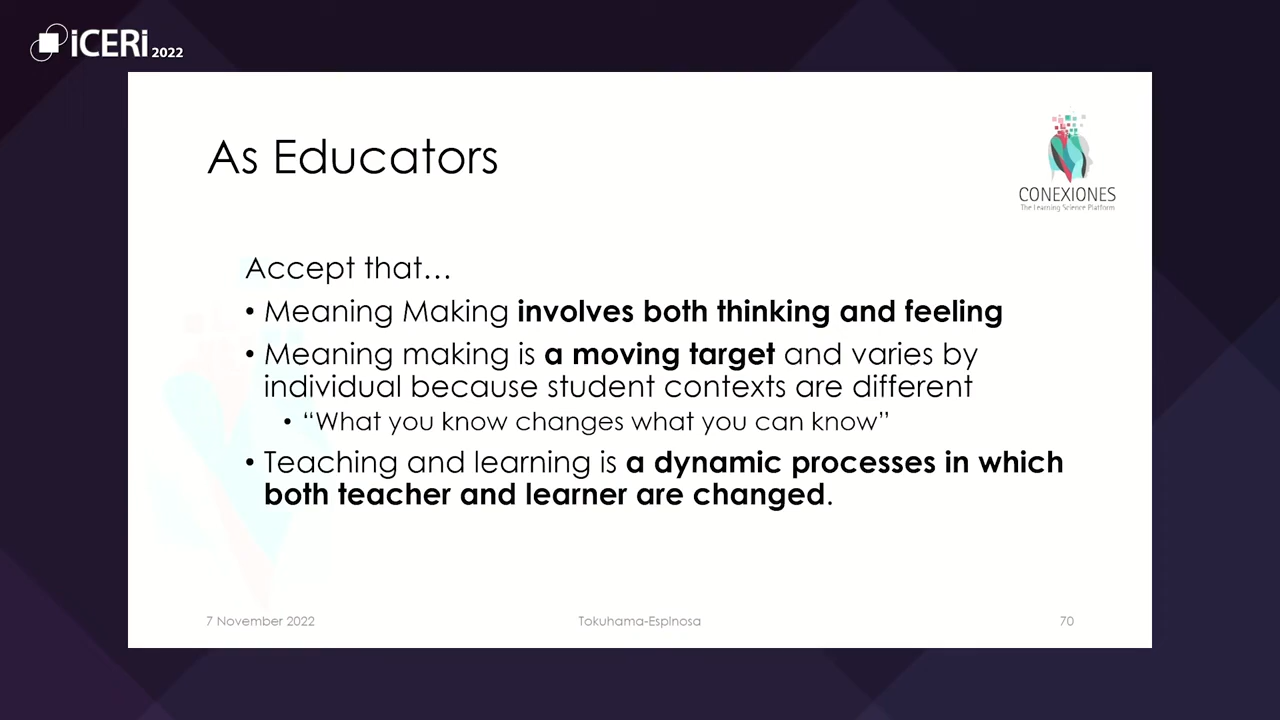 iCERi 2022
As Educators
CONEXIONES
The Learning Science Platform
Accept that…
• Meaning Making involves both thinking and feeling
• Meaning making is a moving target and varies by
individual because student contexts are different
• “What you know changes what you can know”
• Teaching and learning is a dynamic processes in which
both teacher and learner are changed.
7 November 2022
Tokuhama-Espinosa
70